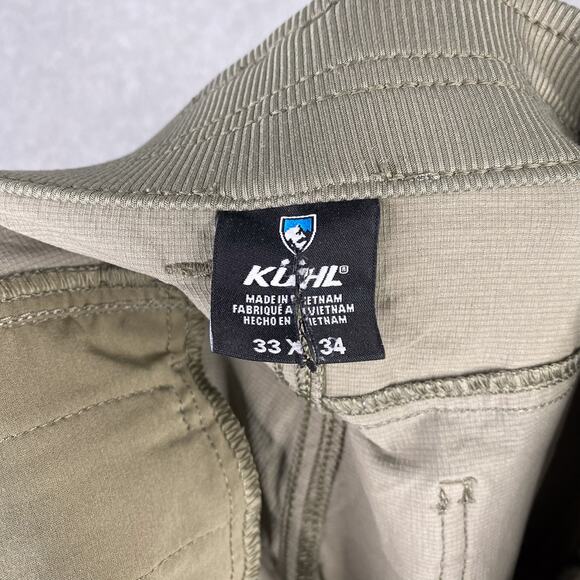 KÜHL®
MADE IN VIETNAM
FABRIQUÉ AU VIETNAM
HECHO EN VIETNAM
33 X 34